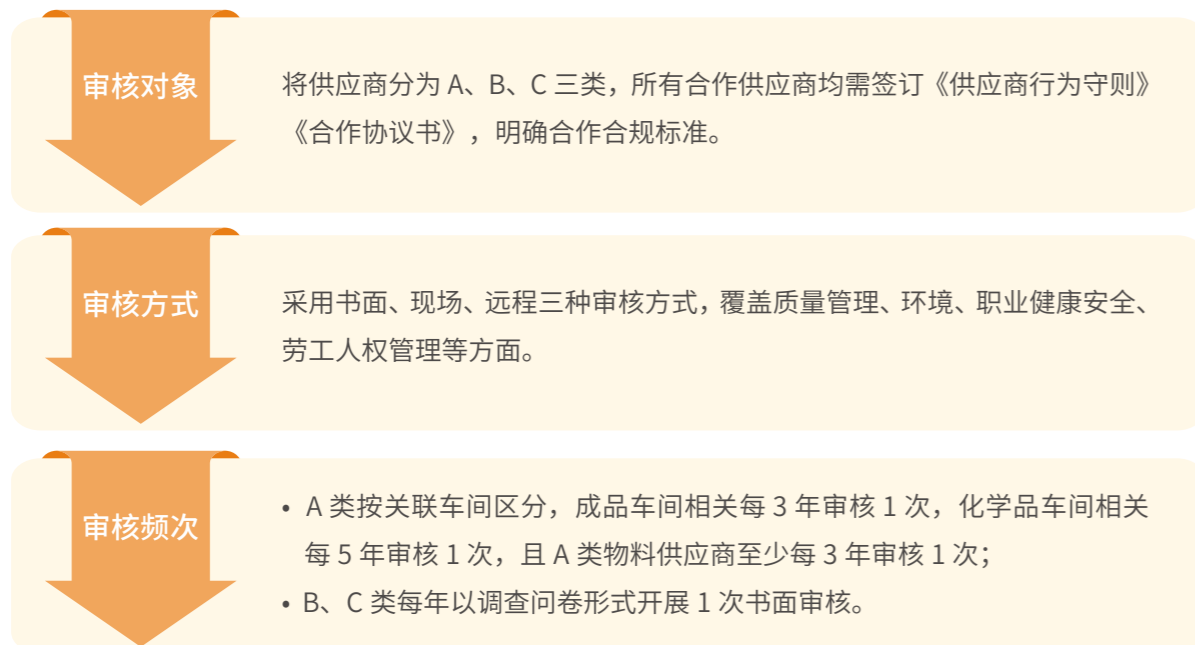 审核对象
将供应商分为 A、B、C 三类，所有合作供应商均需签订《供应商行为守则》
《合作协议书》，明确合作合规标准。
审核方式
采用书面、现场、远程三种审核方式，覆盖质量管理、环境、职业健康安全、
劳工人权管理等方面。
审核频次
• A 类按关联车间区分，成品车间相关每 3 年审核 1 次，化学品车间相关
每 5 年审核 1 次，且 A 类物料供应商至少每 3 年审核 1 次；
• B、C 类每年以调查问卷形式开展 1 次书面审核。